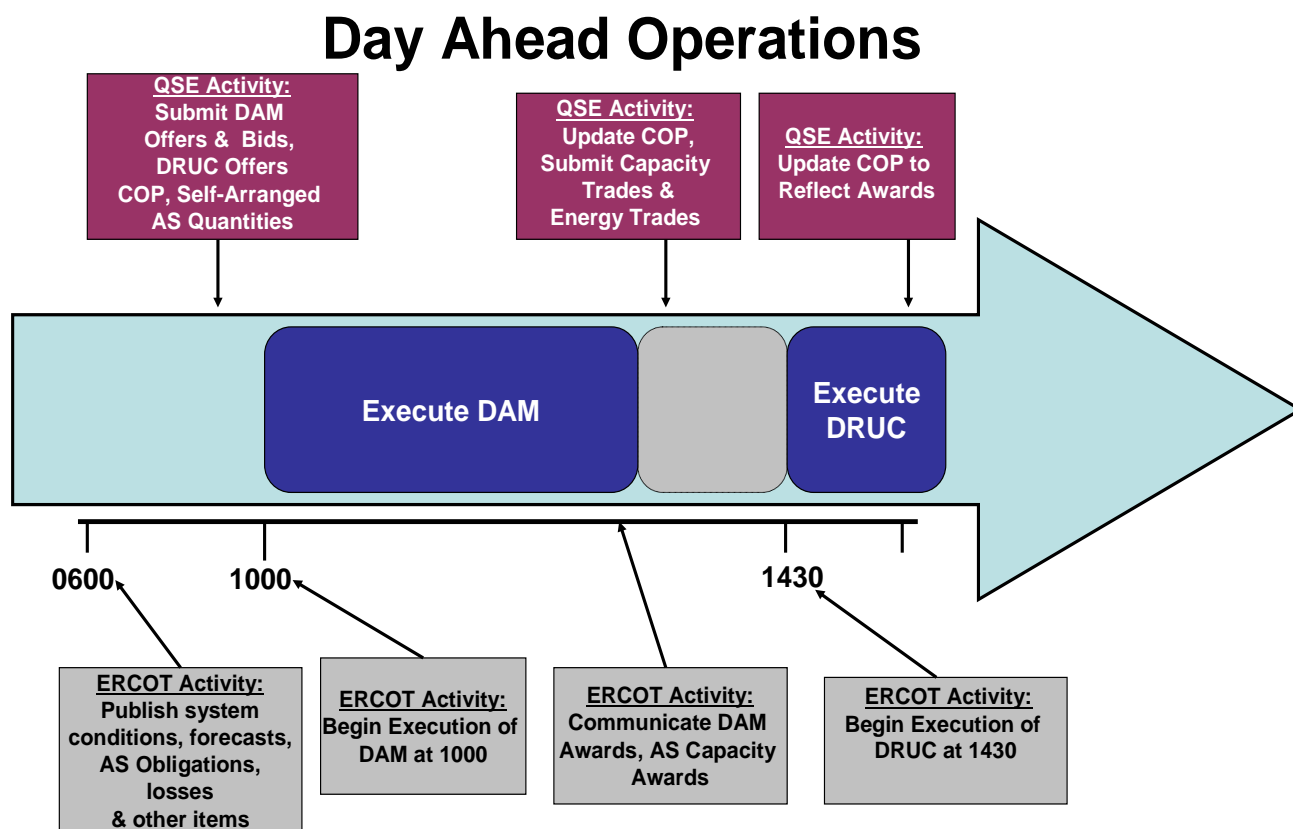 Day Ahead Operations
QSE Activity:
Submit DAM
Offers & Bids,
DRUC Offers
COP, Self-Arranged
AS Quantities
QSE Activity:
Update COP,
Submit Capacity
Trades &
Energy Trades
QSE Activity:
Update COP to
Reflect Awards
Execute DAM
Execute
DRUC
0600
1000
1430
ERCOT Activity:
Publish system
conditions, forecasts,
AS Obligations,
losses
& other items
ERCOT Activity:
Begin Execution of
DAM at 1000
ERCOT Activity:
Communicate DAM
Awards, AS Capacity
Awards
ERCOT Activity:
Begin Execution of
DRUC at 1430